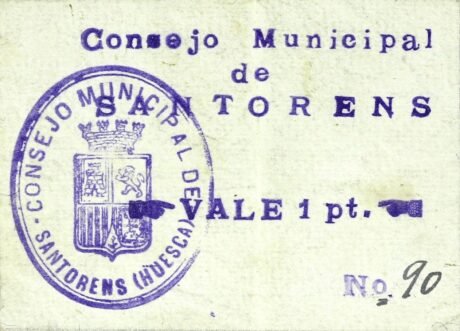 Consejo Municipal
de
SANTORENS
VALE 1 pt.
No. 90
CONSEJO MUNICIPAL DE
SANTORENS (HUESCA)